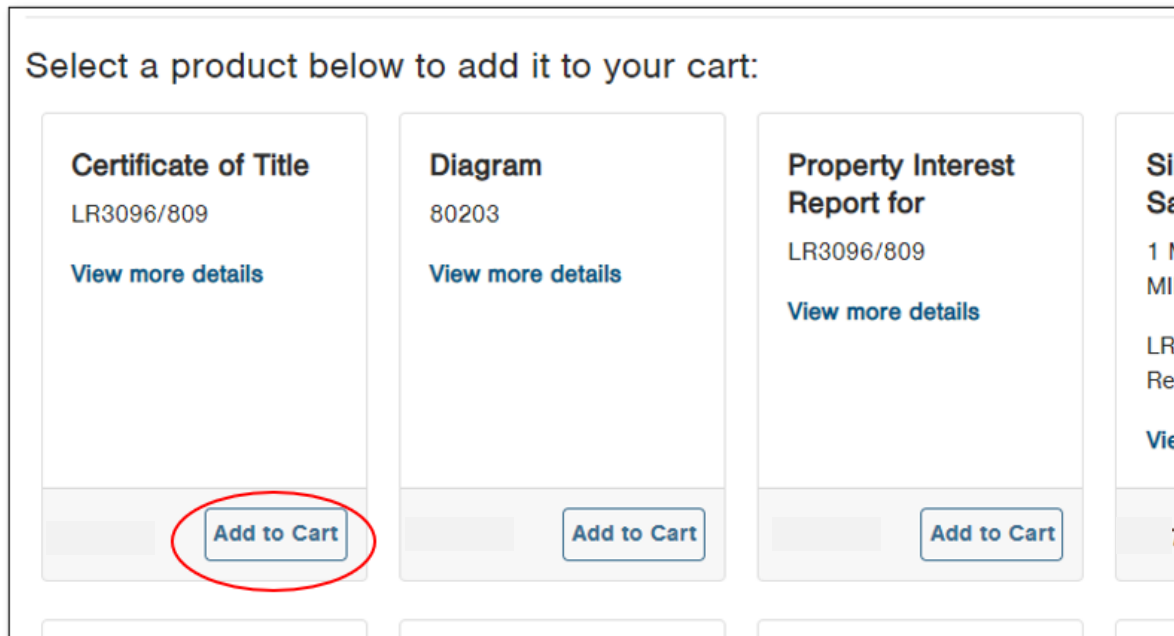 Select a product below to add it to your cart:
Certificate of Title
LR3096/809
View more details
Add to Cart
Diagram
80203
View more details
Add to Cart
Property Interest
Report for
LR3096/809
View more details
Add to Cart
1
LR